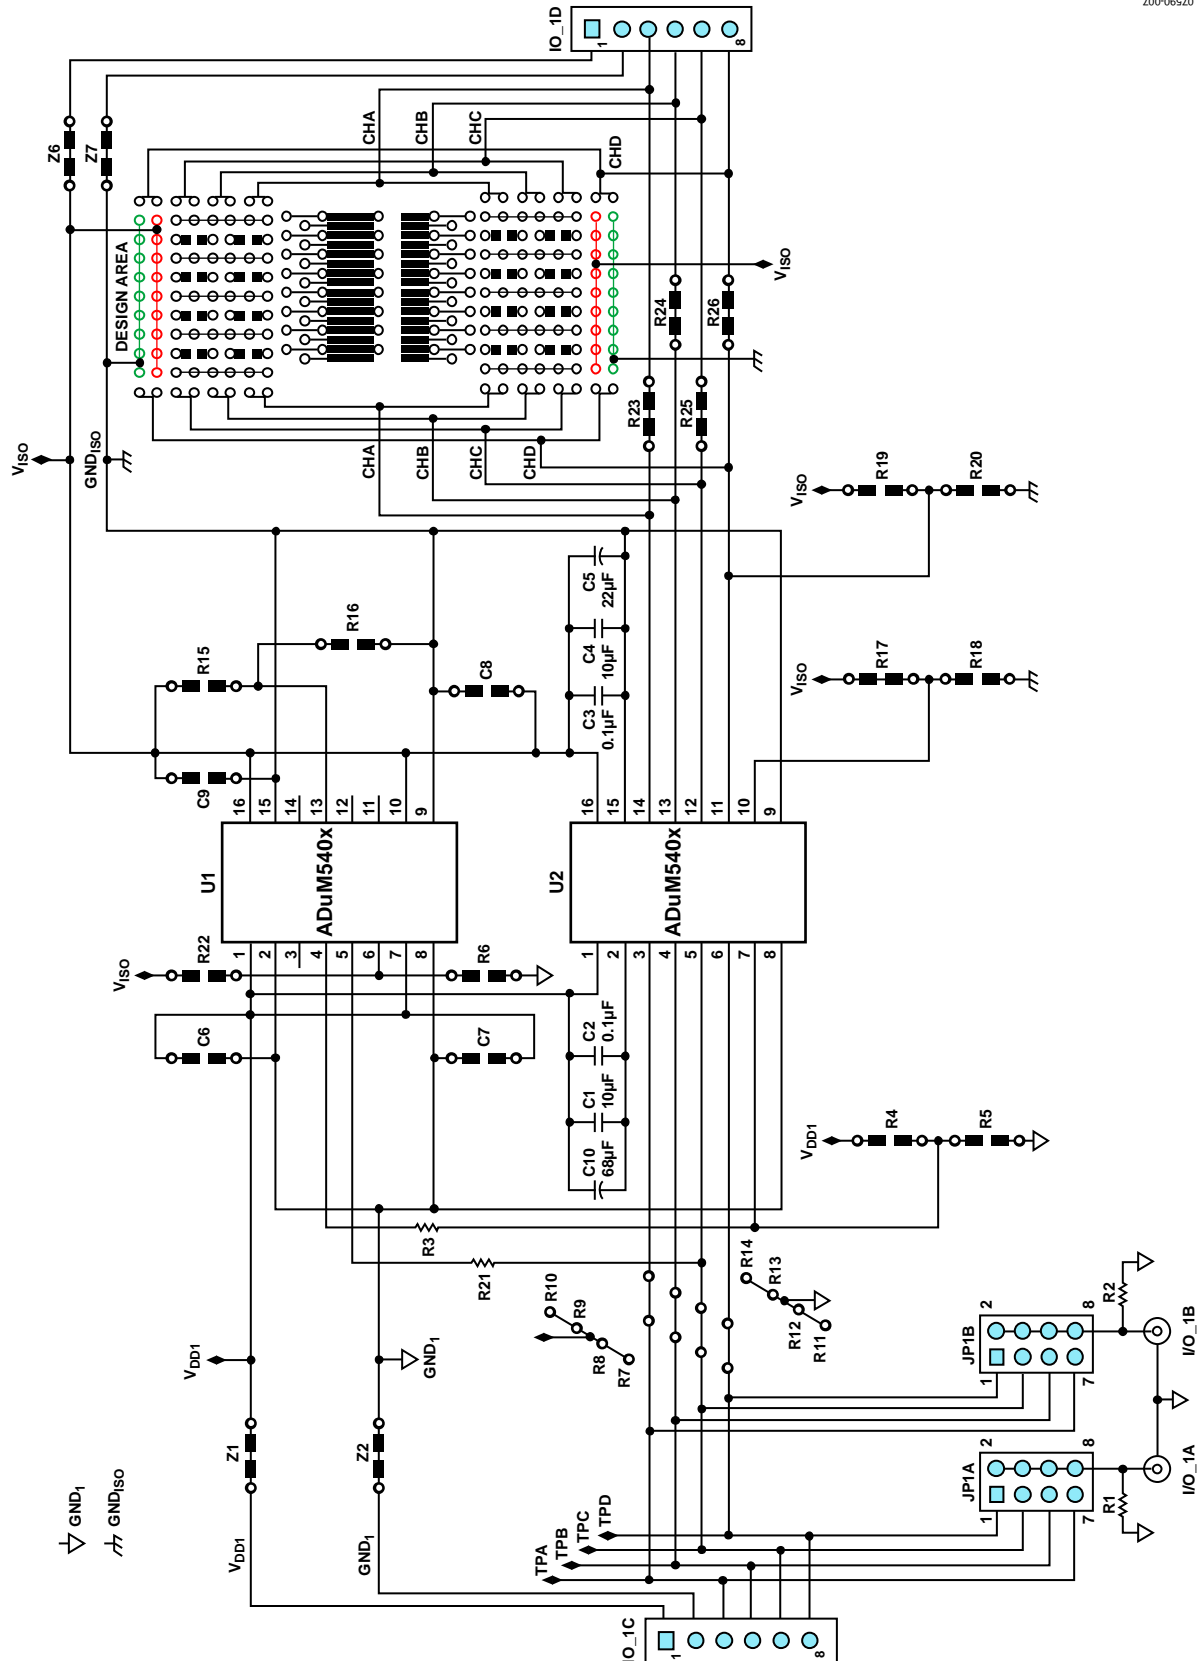 07590-007
IO_1D
1
8
Z6
Z7
DESIGN AREA
CHA
CHB
CHC
CHD
VISO
R24
R26
R23
R25
VISO
GNDISO
CHA
CHB
CHC
CHD
VISO
R19
R20
R16
R15
C8
C5
22µF
C4
10µF
C3
0.1µF
VISO
R17
R18
C9
16
15
14
13
12
11
10
9
U1
ADuM540x
1
2
3
4
5
6
7
8
16
15
14
13
12
11
10
9
U2
ADuM540x
1
2
3
4
5
6
7
8
VISO
R22
R6
C6
C7
C2
0.1µF
C1
10µF
C10
68µF
VDD1
R4
R5
R3
R21
R10
R9
R8
R7
R14
R13
R12
R11
VDD1
GND1
Z1
Z2
VDD1
GND1
GND1
GNDISO
JP1B
1
2
7
8
R2
I/O_1B
JP1A
1
2
7
8
R1
I/O_1A
TPA
TPB
TPC
TPD
IO_1C
1
8